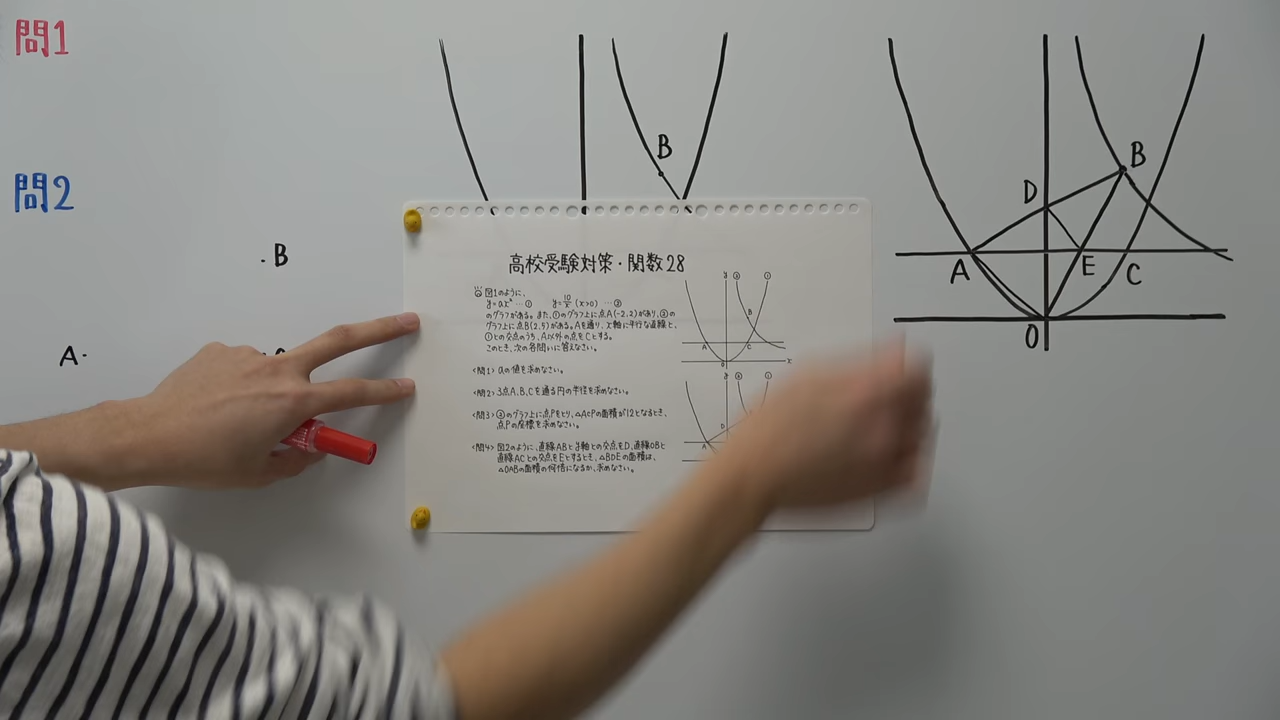 問1
問2
B
A
B
D
B
A
E
C
O
高校受験対策・関数28
図1のように、
y=ax² … ① y=10/x (x>0) … ②
のグラフがある。また、①のグラフ上に点A(-2,2)があり、②の
グラフ上に点B(2,5)がある。Aを通り、x軸に平行な直線と、
①との交点のうち、A以外の点をCとする。
このとき、次の各問いに答えなさい。
<問1> aの値を求めなさい。
<問2> 3点A,B,Cを通る円の半径を求めなさい。
<問3> ②のグラフ上に点Pをとり、△ACPの面積が12となるとき、
点Pの座標を求めなさい。
<問4> 図2のように、直線ABとy軸との交点をD、直線OBと
直線ACとの交点をEとするとき、△BDEの面積は、
△OABの面積の何倍になるか、求めなさい。
y ② ①
B
A C
O x
y ② ①
D
A